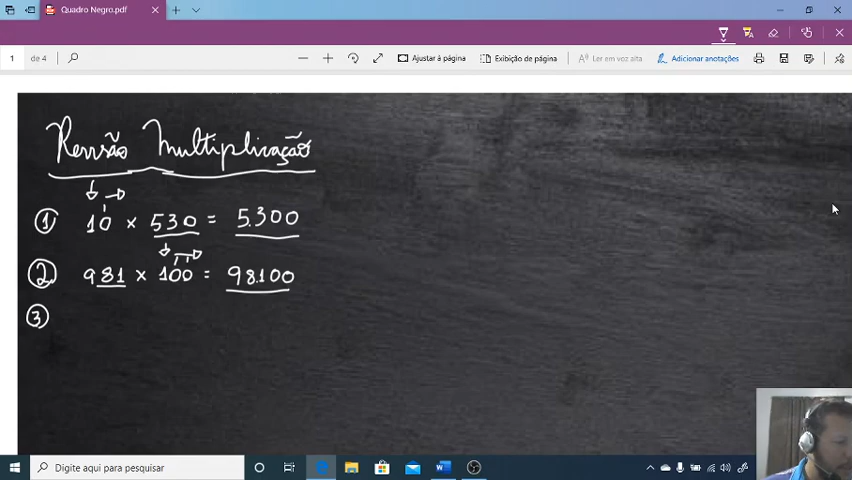 Quadro Negro.pdf
1 de 4
Ajustar à página
Exibição de página
Ler em voz alta
Adicionar anotações
Revisão Multiplicação
1 10 × 530 = 5.300
2 981 × 100 = 98.100
3
Digite aqui para pesquisar